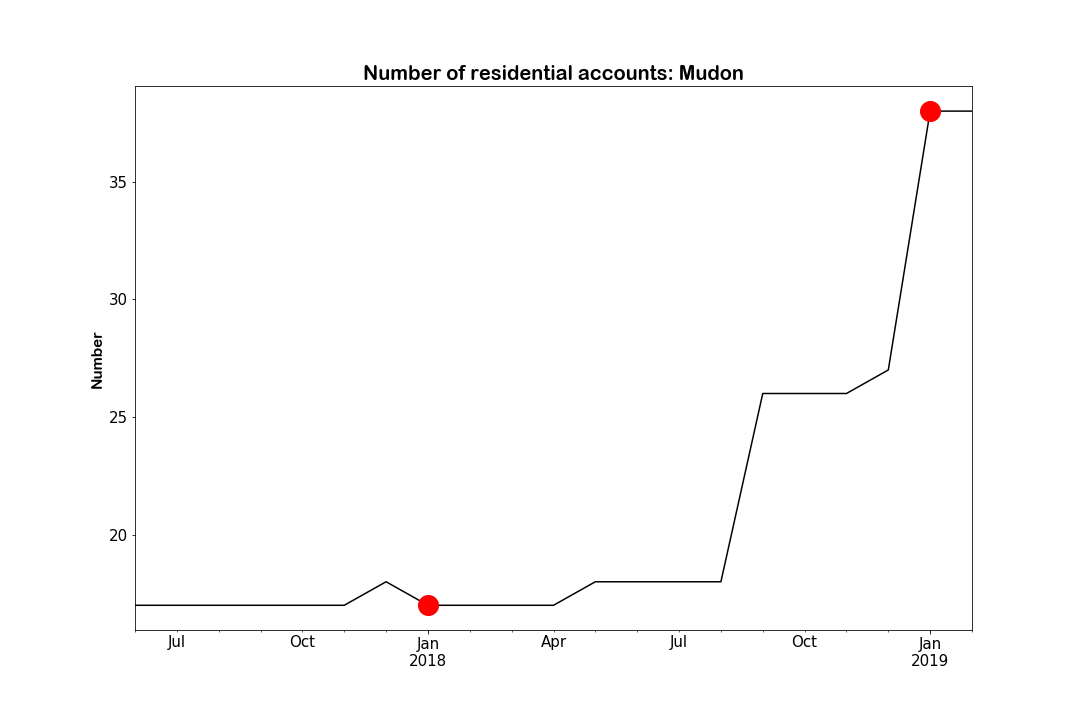 Number of residential accounts: Mudon
Number
35
30
25
20
Jul
Oct
Jan
2018
Apr
Jul
Oct
Jan
2019